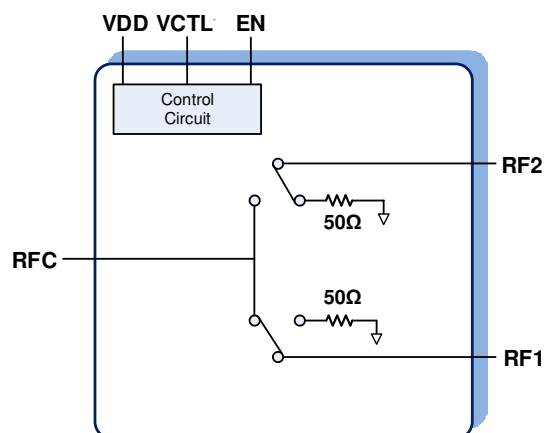 VDD VCTL EN
Control
Circuit
RF2
50Ω
RFC
50Ω
RF1